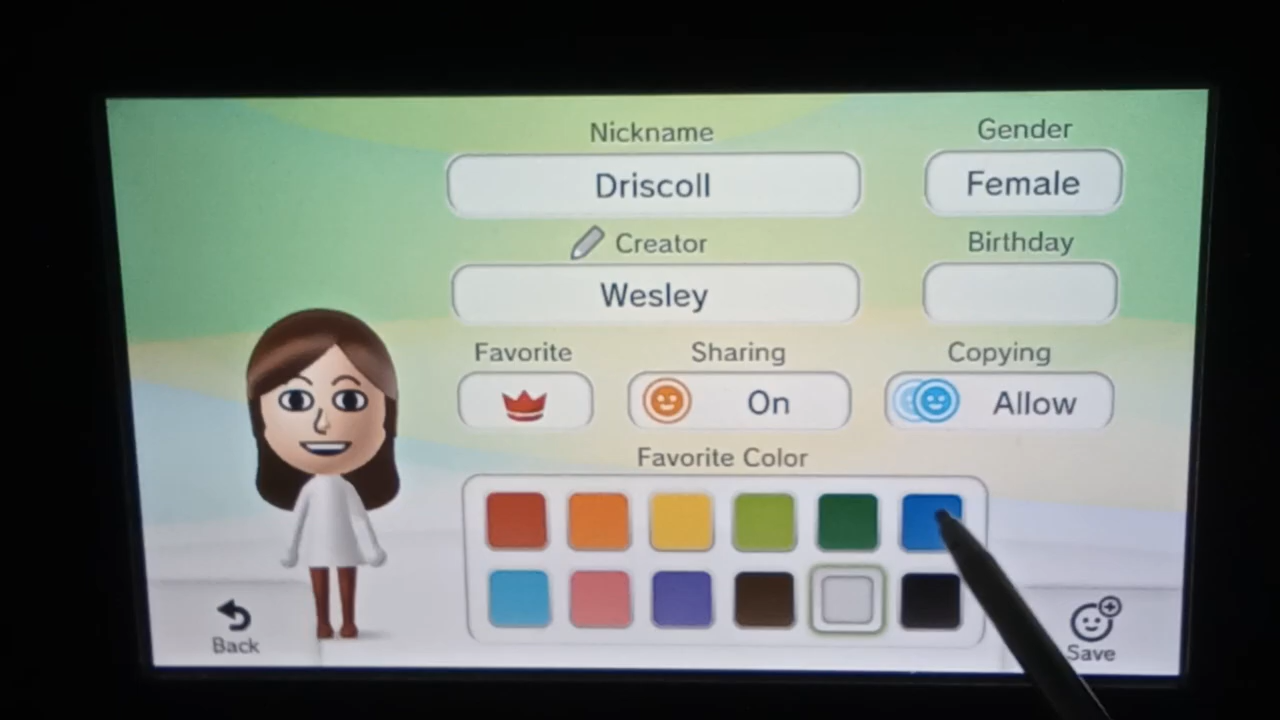 Nickname
Gender
Driscoll
Female
Creator
Birthday
Wesley
Favorite
Sharing
Copying
On
Allow
Favorite Color
Back
Save